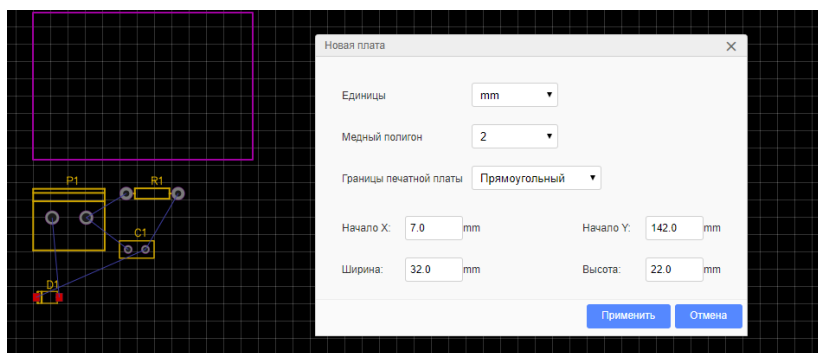 Новая плата
Единицы mm
Медный полигон 2
Границы печатной платы Прямоугольный
Начало X: 7.0 mm Начало Y: 142.0 mm
Ширина: 32.0 mm Высота: 22.0 mm
Применить Отмена
P1 R1
C1
D1